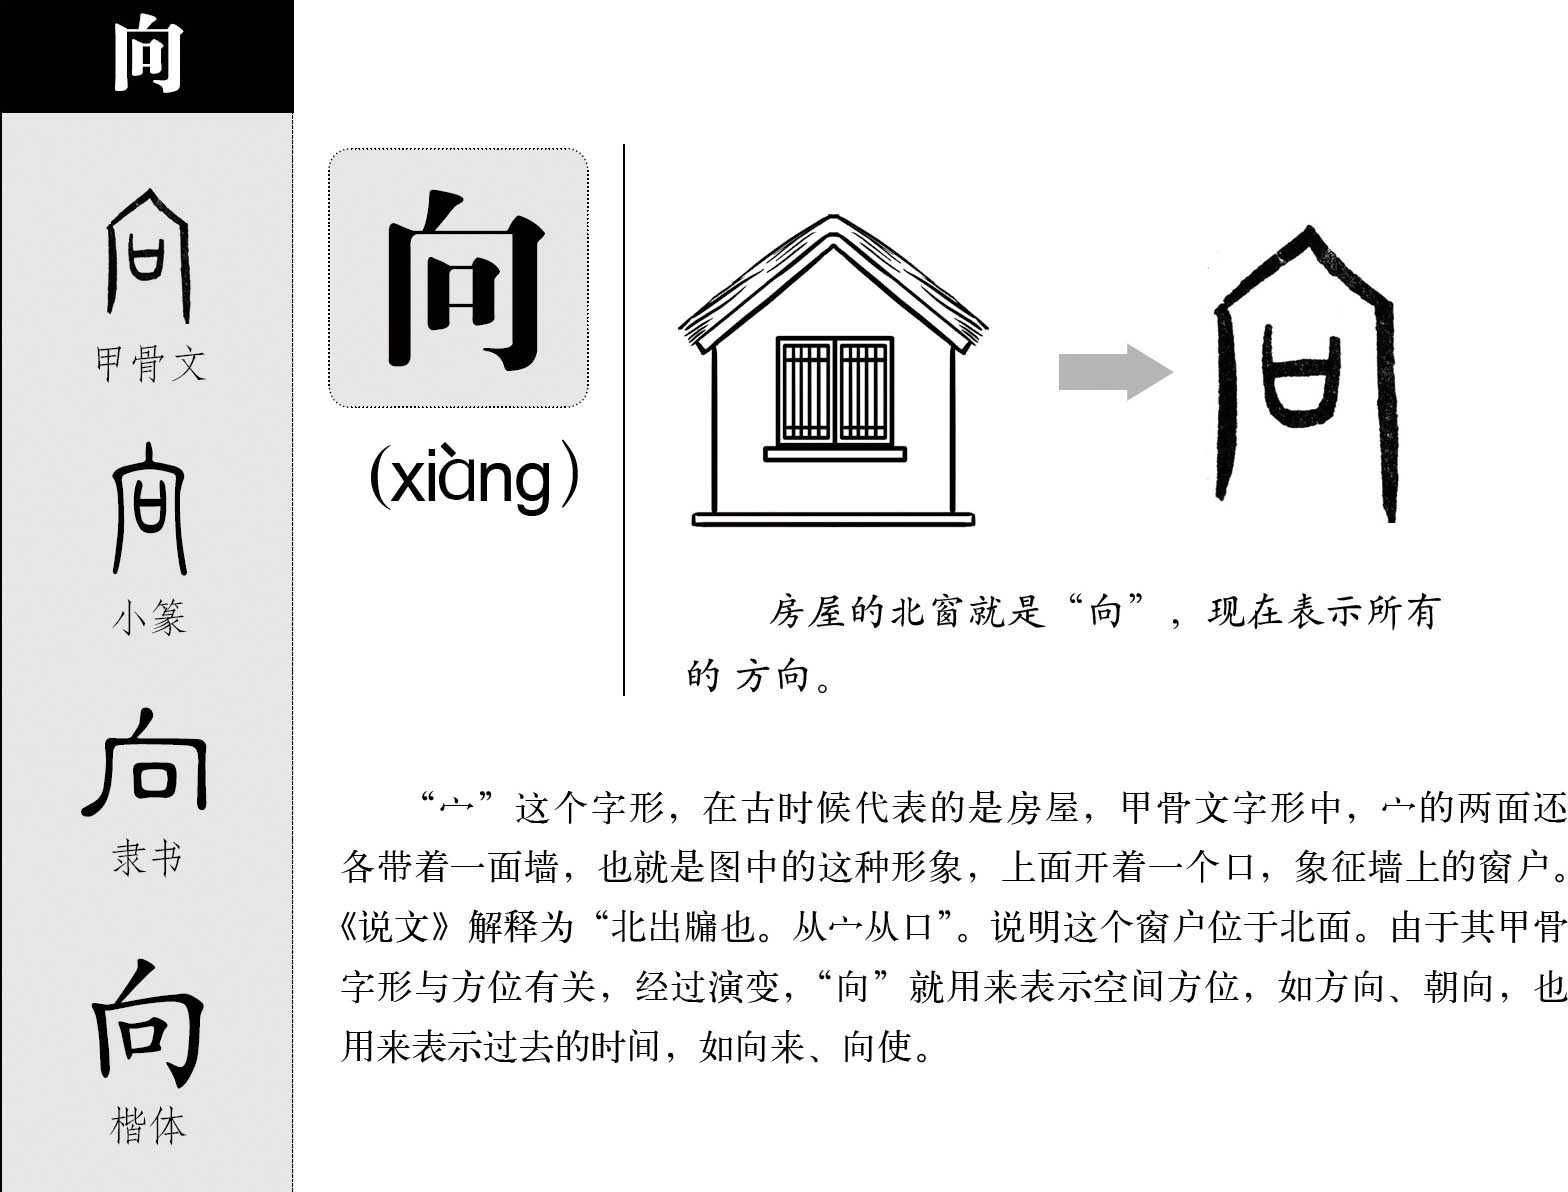 向
甲骨文
小篆
隶书
楷体
向
(xiàng)
房屋的北窗就是“向”，现在表示所有
的 方向。
“宀”这个字形，在古时候代表的是房屋，甲骨文字形中，宀的两面还
各带着一面墙，也就是图中的这种形象，上面开着一个口，象征墙上的窗户。
《说文》解释为“北出牖也。从宀从口”。说明这个窗户位于北面。由于其甲骨
字形与方位有关，经过演变，“向”就用来表示空间方位，如方向、朝向，也
用来表示过去的时间，如向来、向使。